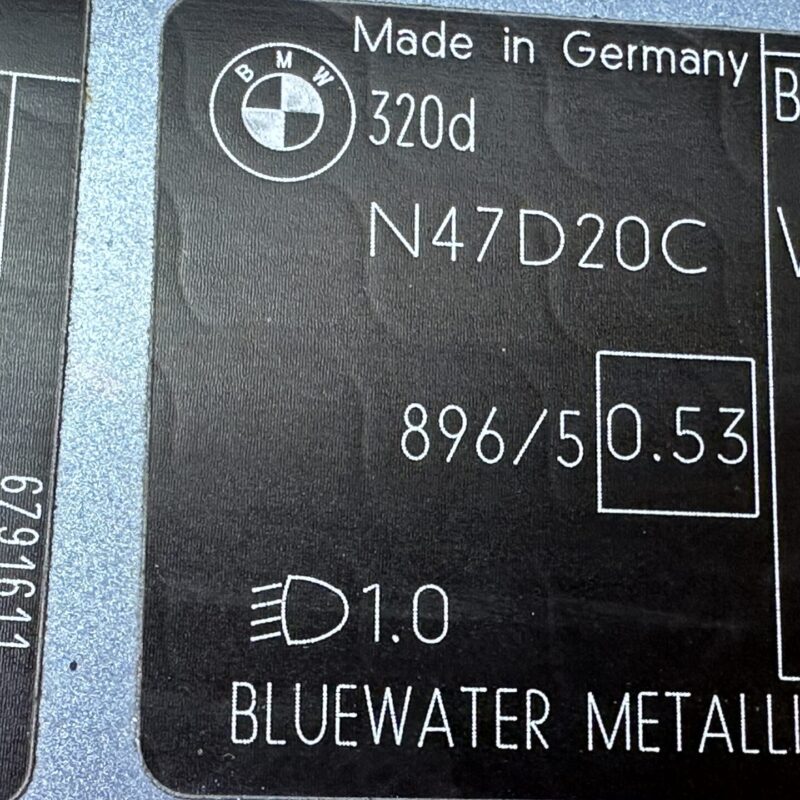 BMW
Made in Germany
320d
N47D20C
896/5 0.53
1.0
BLUEWATER METALLI
B
V
6791611